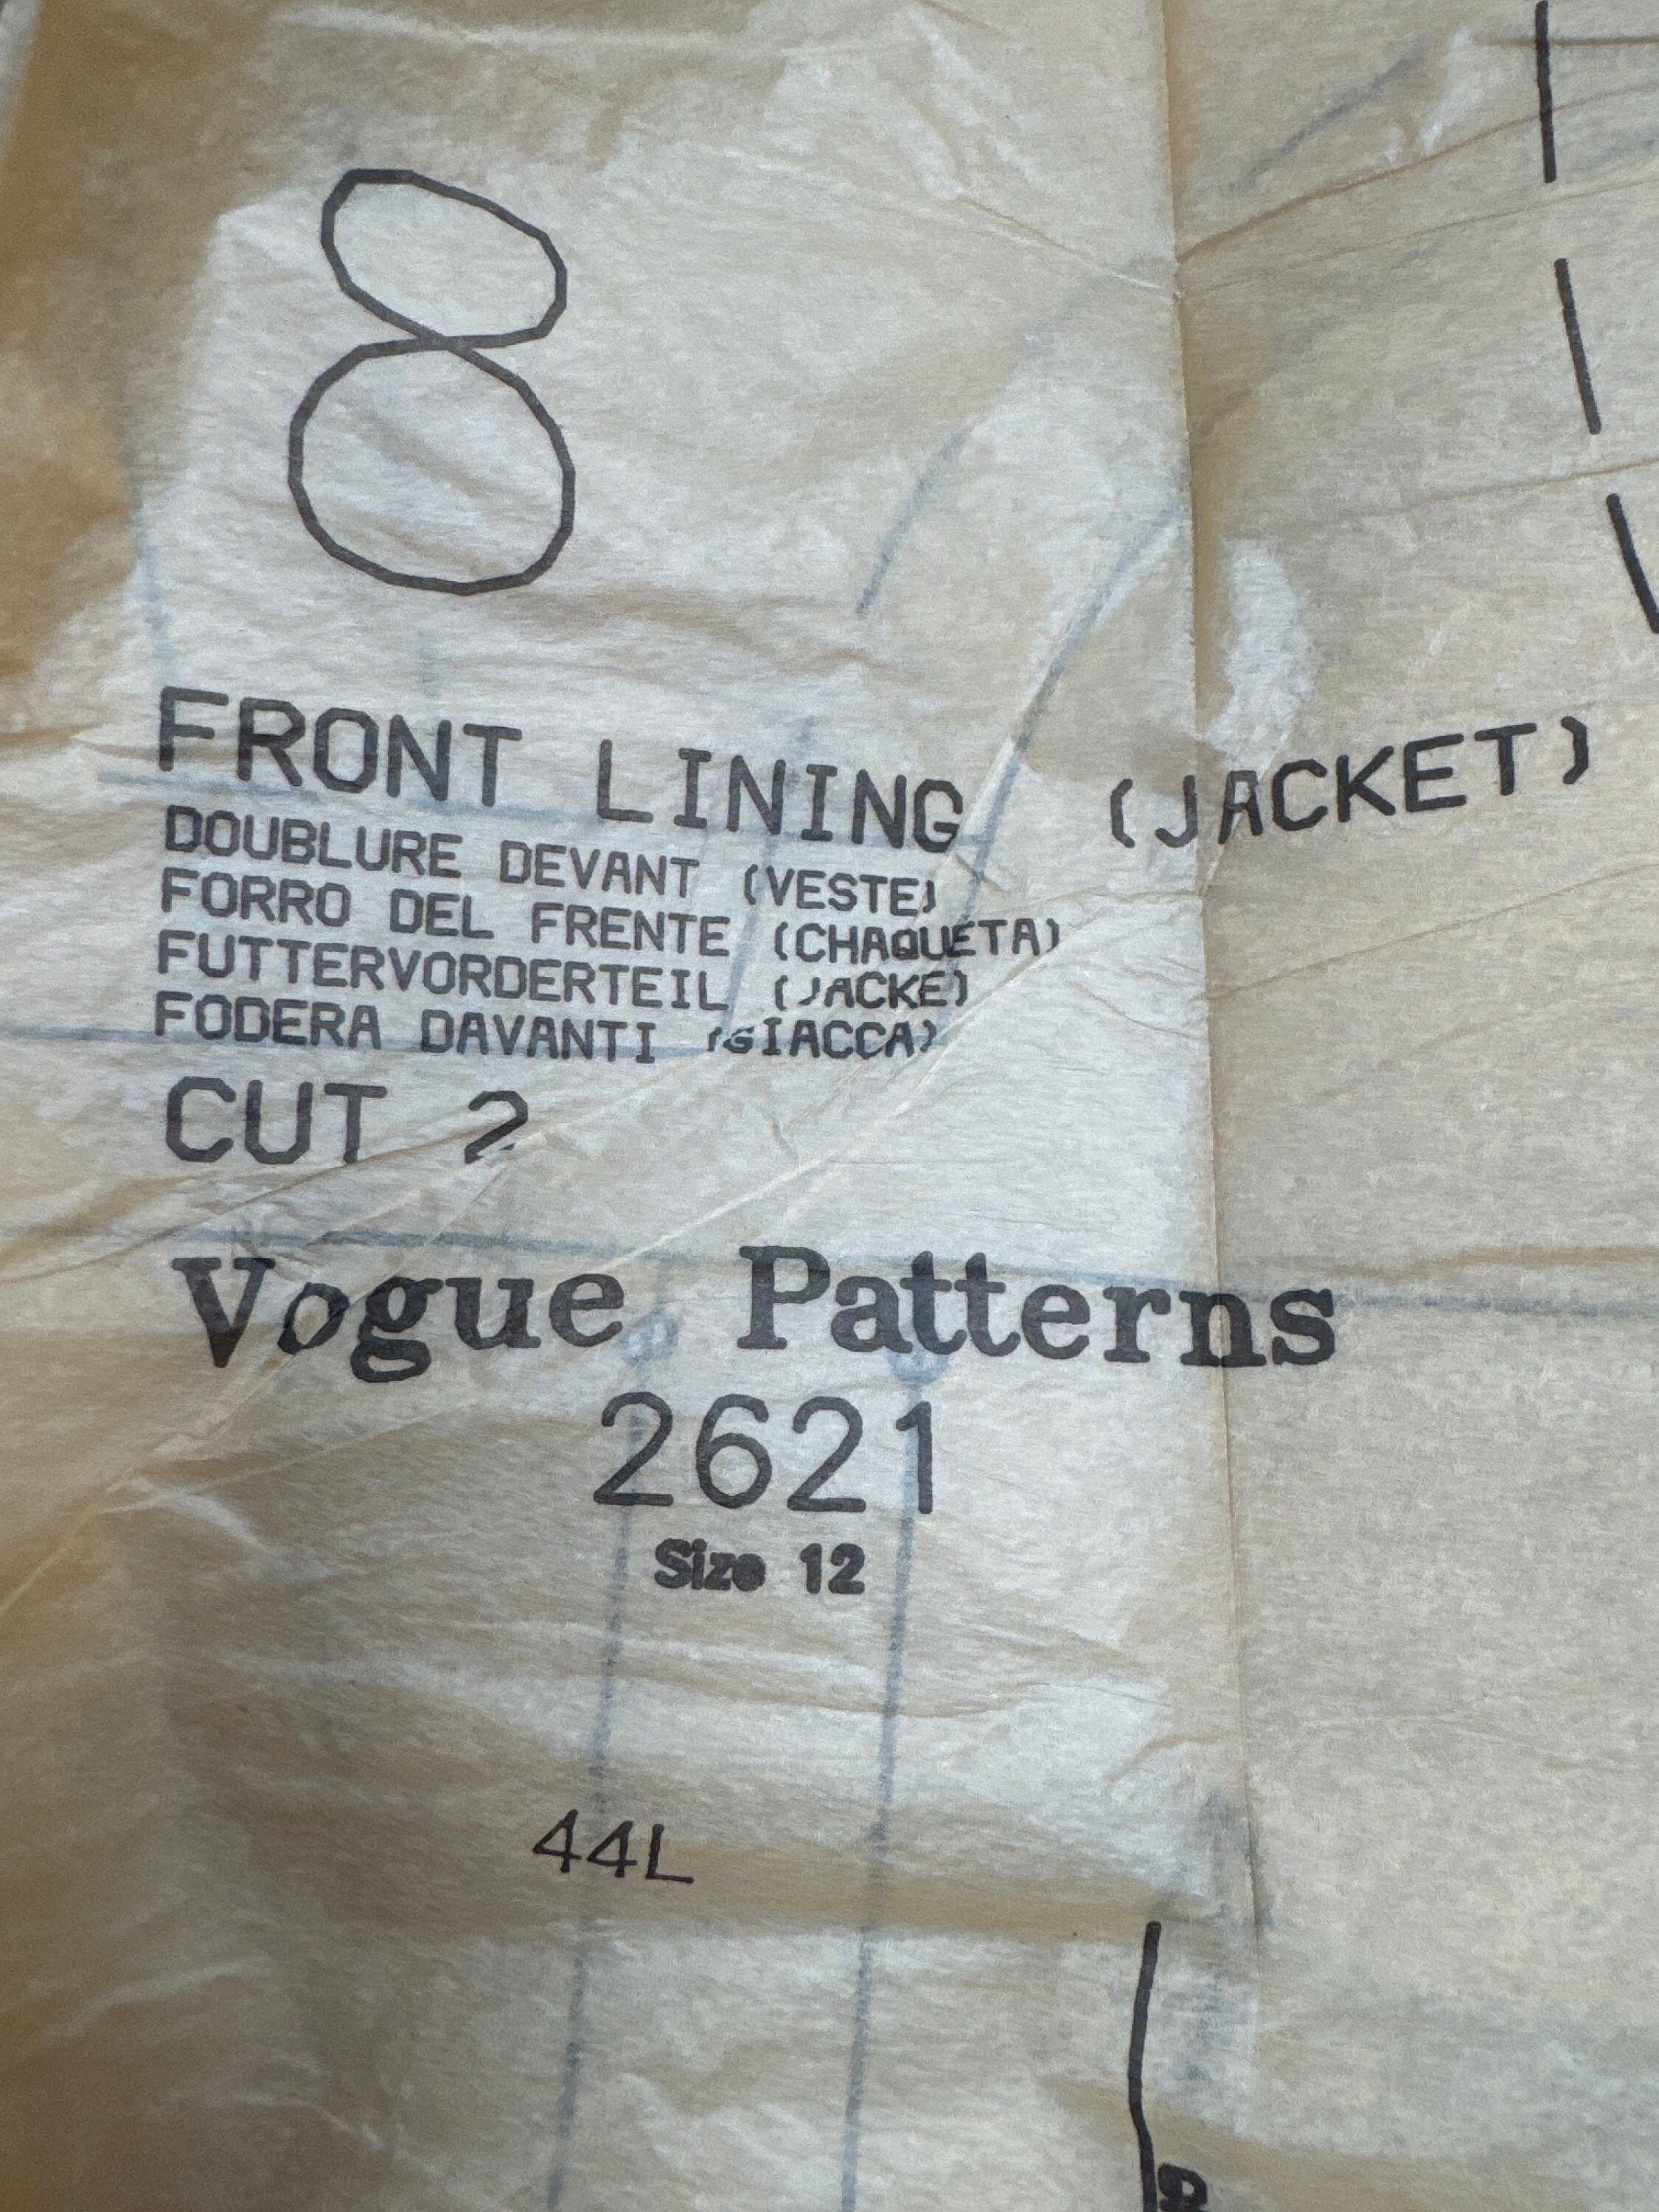 8
FRONT LINING (JACKET)
DOUBLURE DEVANT (VESTE)
FORRO DEL FRENTE (CHAQUETA)
FUTTERVORDERTEIL (JACKE)
FODERA DAVANTI (GIACCA)
CUT 2
Vogue Patterns
2621
Size 12
44L